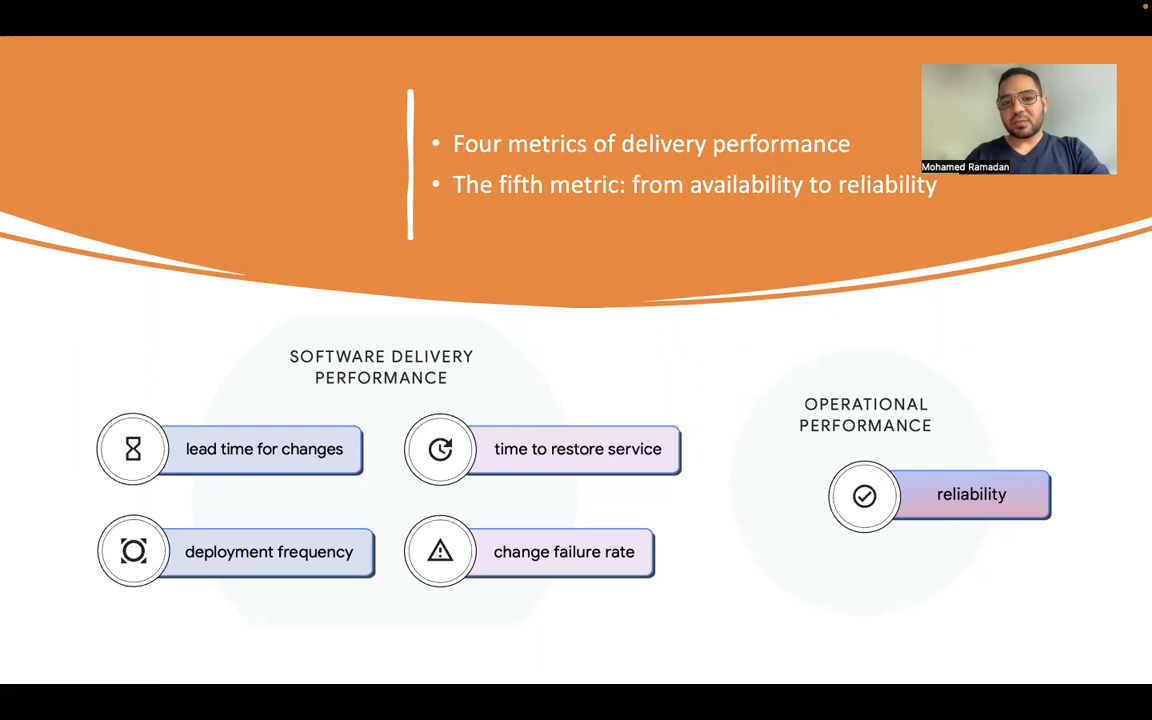 • Four metrics of delivery performance
• The fifth metric: from availability to reliability
Mohamed Ramadan
SOFTWARE DELIVERY
PERFORMANCE
lead time for changes
time to restore service
deployment frequency
change failure rate
OPERATIONAL
PERFORMANCE
reliability